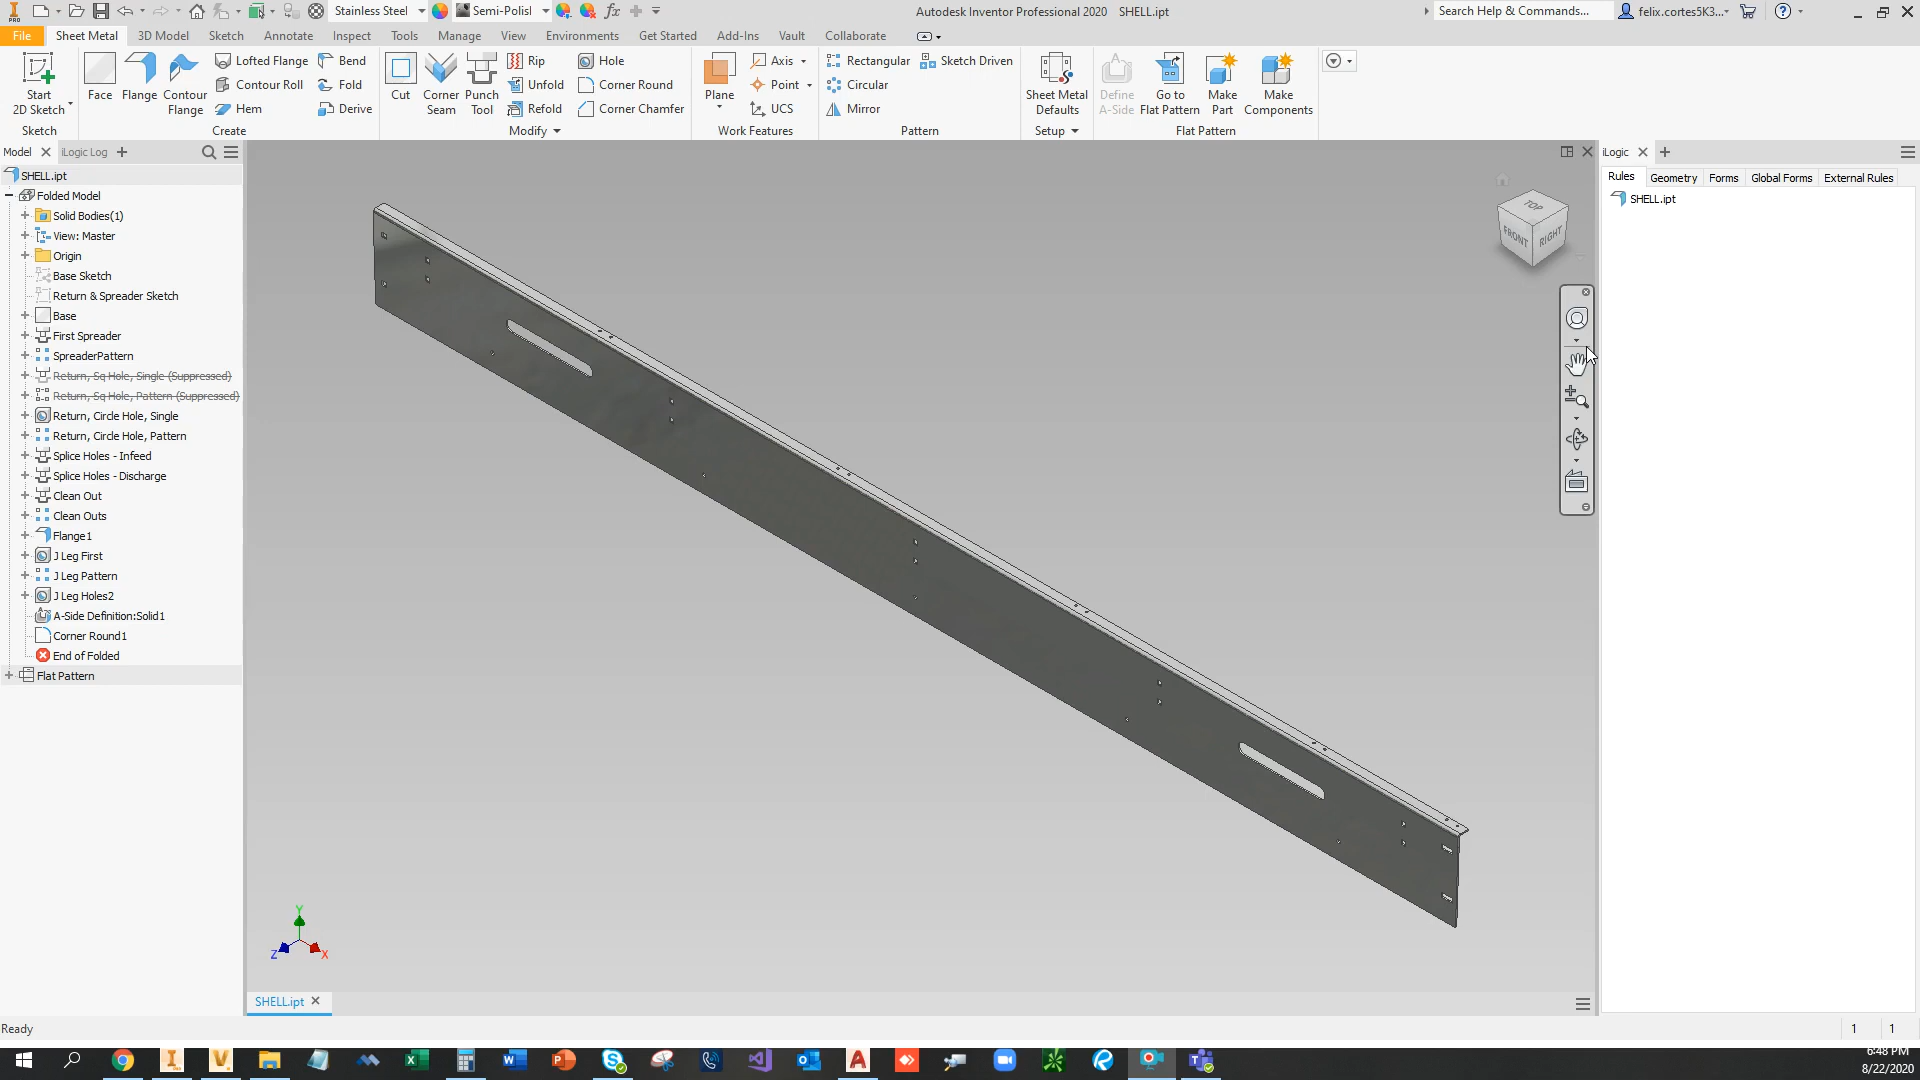 Stainless Steel
Semi-Polisl
Autodesk Inventor Professional 2020 SHELL.ipt
Search Help & Commands...
felix.cortes5K3...
PRO
File
Sheet Metal
3D Model
Sketch
Annotate
Inspect
Tools
Manage
View
Environments
Get Started
Add-Ins
Vault
Collaborate
Start
2D Sketch
Face
Flange
Contour
Flange
Lofted Flange
Contour Roll
Hem
Bend
Fold
Derive
Cut
Corner
Seam
Punch
Tool
Rip
Unfold
Refold
Hole
Corner Round
Corner Chamfer
Plane
Axis
Point
UCS
Rectangular
Circular
Mirror
Sketch Driven
Sheet Metal
Defaults
Define
A-Side
Go to
Flat Pattern
Make
Part
Make
Components
Sketch
Create
Modify
Work Features
Pattern
Setup
Flat Pattern
Model
iLogic Log
SHELL.ipt
Folded Model
Solid Bodies(1)
View: Master
Origin
Base Sketch
Return & Spreader Sketch
Base
First Spreader
SpreaderPattern
Return, Sq Hole, Single (Suppressed)
Return, Sq Hole, Pattern (Suppressed)
Return, Circle Hole, Single
Return, Circle Hole, Pattern
Splice Holes - Infeed
Splice Holes - Discharge
Clean Out
Clean Outs
Flange1
J Leg First
J Leg Pattern
J Leg Holes2
A-Side Definition:Solid1
Corner Round1
End of Folded
Flat Pattern
TOP
FRONT
RIGHT
Y
Z
X
iLogic
Rules
Geometry
Forms
Global Forms
External Rules
SHELL.ipt
SHELL.ipt
Ready
1
1
6:48 PM
8/22/2020